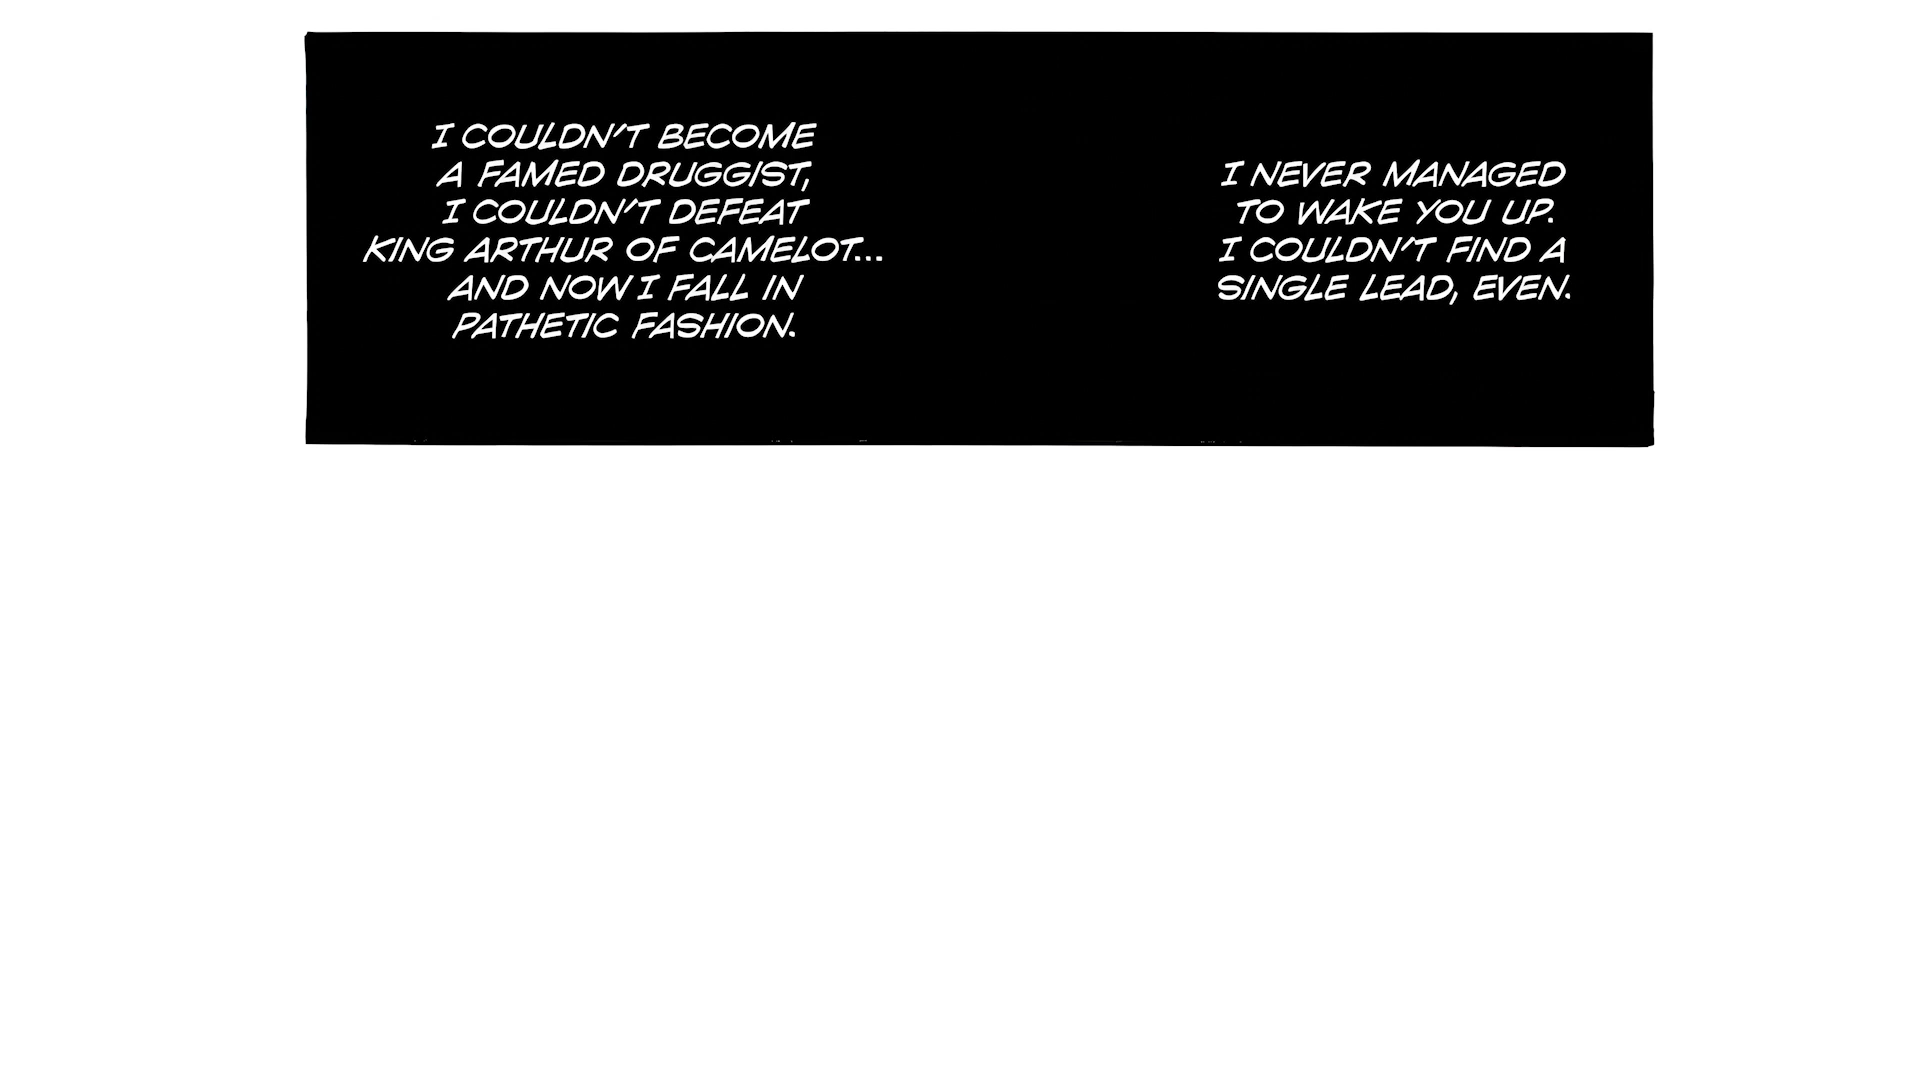 I NEVER MANAGED
TO WAKE YOU UP.
I COULDN'T FIND A
SINGLE LEAD, EVEN.
I COULDN'T BECOME
A FAMED DRUGGIST,
I COULDN'T DEFEAT
KING ARTHUR OF CAMELOT...
AND NOW I FALL IN
PATHETIC FASHION.